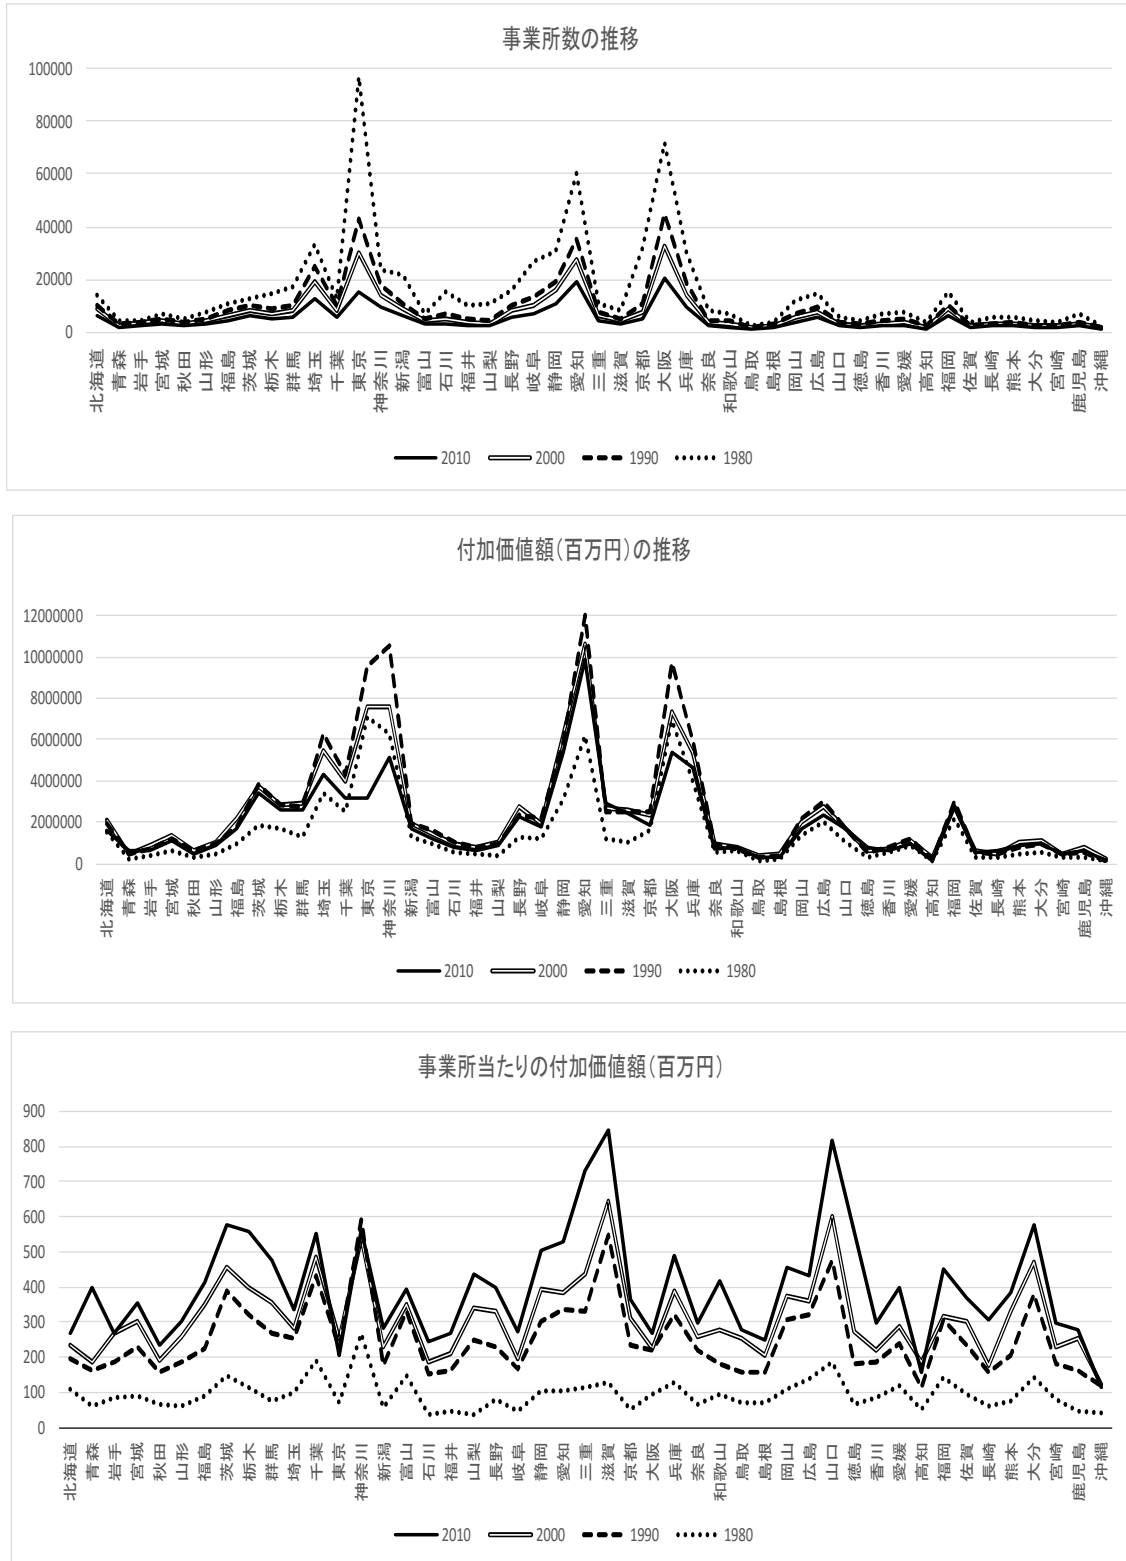 事業所数の推移
100000
80000
60000
40000
20000
0
北海道 青森 岩手 宮城 秋田 山形 福島 茨城 栃木 群馬 埼玉 千葉 東京 神奈川 新潟 富山 石川 福井 山梨 長野 岐阜 静岡 愛知 三重 滋賀 京都 大阪 兵庫 奈良 和歌山 鳥取 島根 岡山 広島 山口 徳島 香川 愛媛 高知 福岡 佐賀 長崎 熊本 大分 宮崎 鹿児島 沖縄
2010 2000 1990 1980
付加価値額(百万円)の推移
12000000
10000000
8000000
6000000
4000000
2000000
0
北海道 青森 岩手 宮城 秋田 山形 福島 茨城 栃木 群馬 埼玉 千葉 東京 神奈川 新潟 富山 石川 福井 山梨 長野 岐阜 静岡 愛知 三重 滋賀 京都 大阪 兵庫 奈良 和歌山 鳥取 島根 岡山 広島 山口 徳島 香川 愛媛 高知 福岡 佐賀 長崎 熊本 大分 宮崎 鹿児島 沖縄
2010 2000 1990 1980
事業所当たりの付加価値額(百万円)
900
800
700
600
500
400
300
200
100
0
北海道 青森 岩手 宮城 秋田 山形 福島 茨城 栃木 群馬 埼玉 千葉 東京 神奈川 新潟 富山 石川 福井 山梨 長野 岐阜 静岡 愛知 三重 滋賀 京都 大阪 兵庫 奈良 和歌山 鳥取 島根 岡山 広島 山口 徳島 香川 愛媛 高知 福岡 佐賀 長崎 熊本 大分 宮崎 鹿児島 沖縄
2010 2000 1990 1980